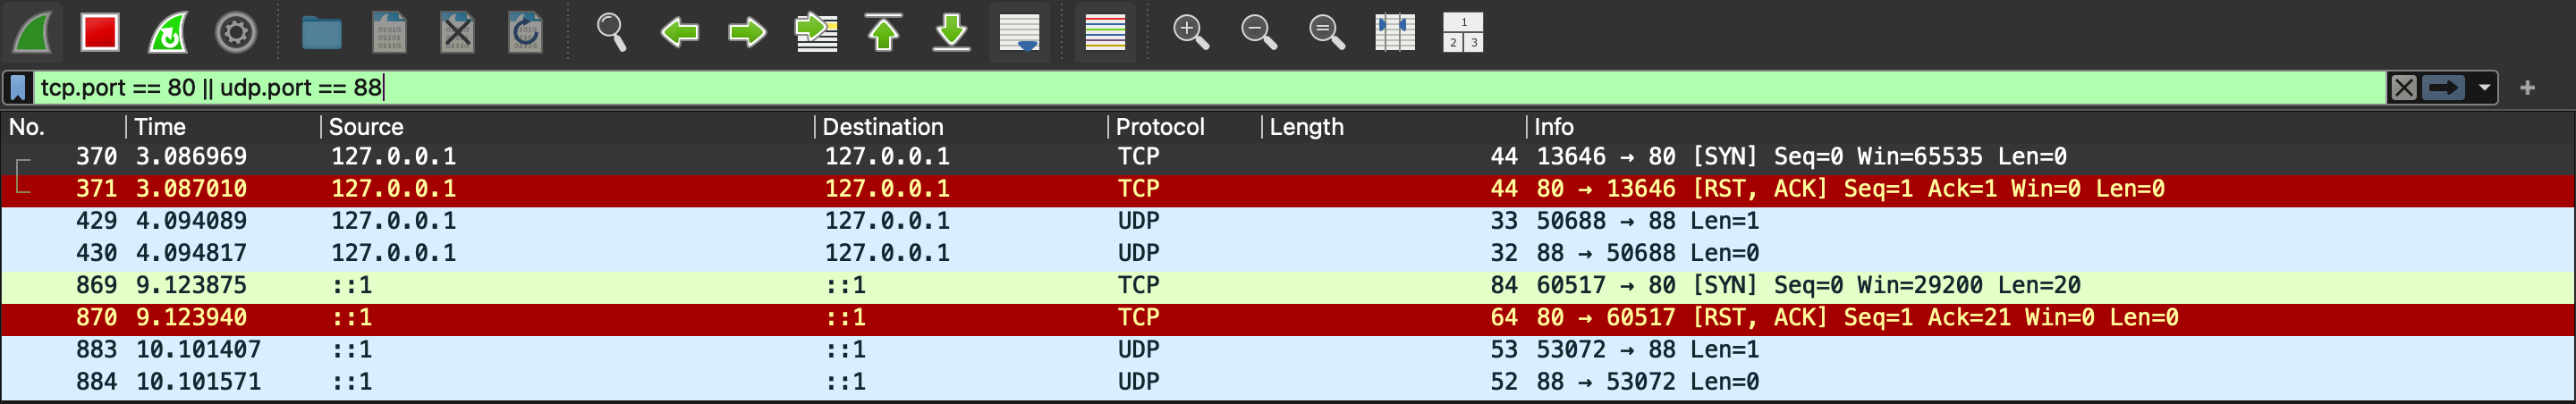 1
2 3
tcp.port == 80 || udp.port == 88
No. Time Source Destination Protocol Length Info
370 3.086969 127.0.0.1 127.0.0.1 TCP 44 13646 → 80 [SYN] Seq=0 Win=65535 Len=0
371 3.087010 127.0.0.1 127.0.0.1 TCP 44 80 → 13646 [RST, ACK] Seq=1 Ack=1 Win=0 Len=0
429 4.094089 127.0.0.1 127.0.0.1 UDP 33 50688 → 88 Len=1
430 4.094817 127.0.0.1 127.0.0.1 UDP 32 88 → 50688 Len=0
869 9.123875 ::1 ::1 TCP 84 60517 → 80 [SYN] Seq=0 Win=29200 Len=20
870 9.123940 ::1 ::1 TCP 64 80 → 60517 [RST, ACK] Seq=1 Ack=21 Win=0 Len=0
883 10.101407 ::1 ::1 UDP 53 53072 → 88 Len=1
884 10.101571 ::1 ::1 UDP 52 88 → 53072 Len=0